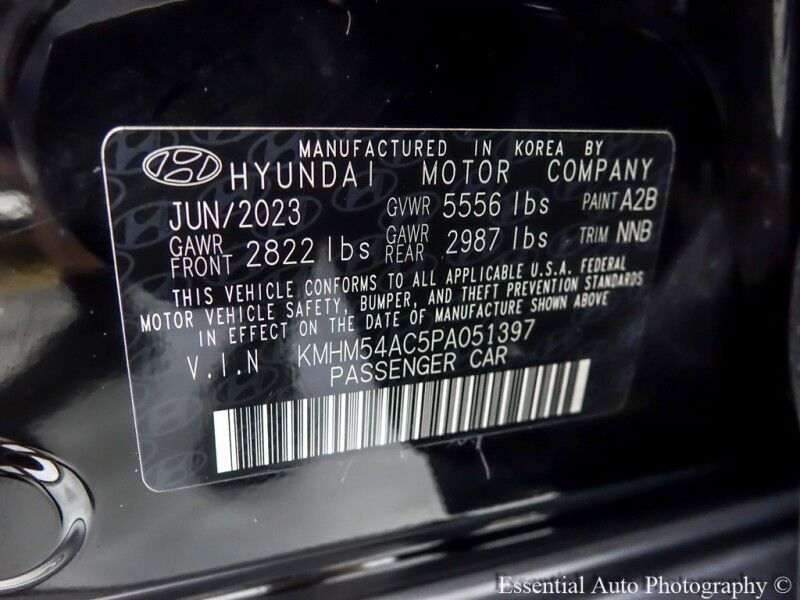 MANUFACTURED IN KOREA BY
HYUNDAI MOTOR COMPANY
JUN/2023 GVWR 5556 lbs PAINT A2B
GAWR FRONT 2822 lbs GAWR REAR 2987 lbs TRIM NNB
THIS VEHICLE CONFORMS TO ALL APPLICABLE U.S.A. FEDERAL
MOTOR VEHICLE SAFETY, BUMPER, AND THEFT PREVENTION STANDARDS
IN EFFECT ON THE DATE OF MANUFACTURE SHOWN ABOVE
V.I.N KMHM54AC5PA051397
PASSENGER CAR
Essential Auto Photography ©